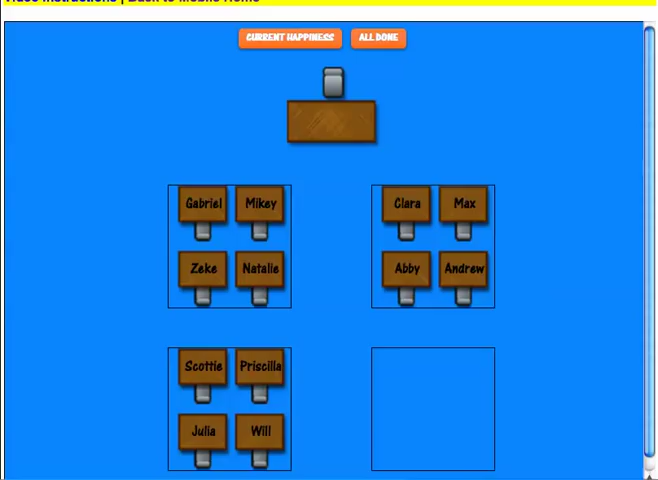 Video Instructions | Back to Mobile Home
CURRENT HAPPINESS ALL DONE
Gabriel Mikey
Zeke Natalie
Clara Max
Abby Andrew
Scottie Priscilla
Julia Will